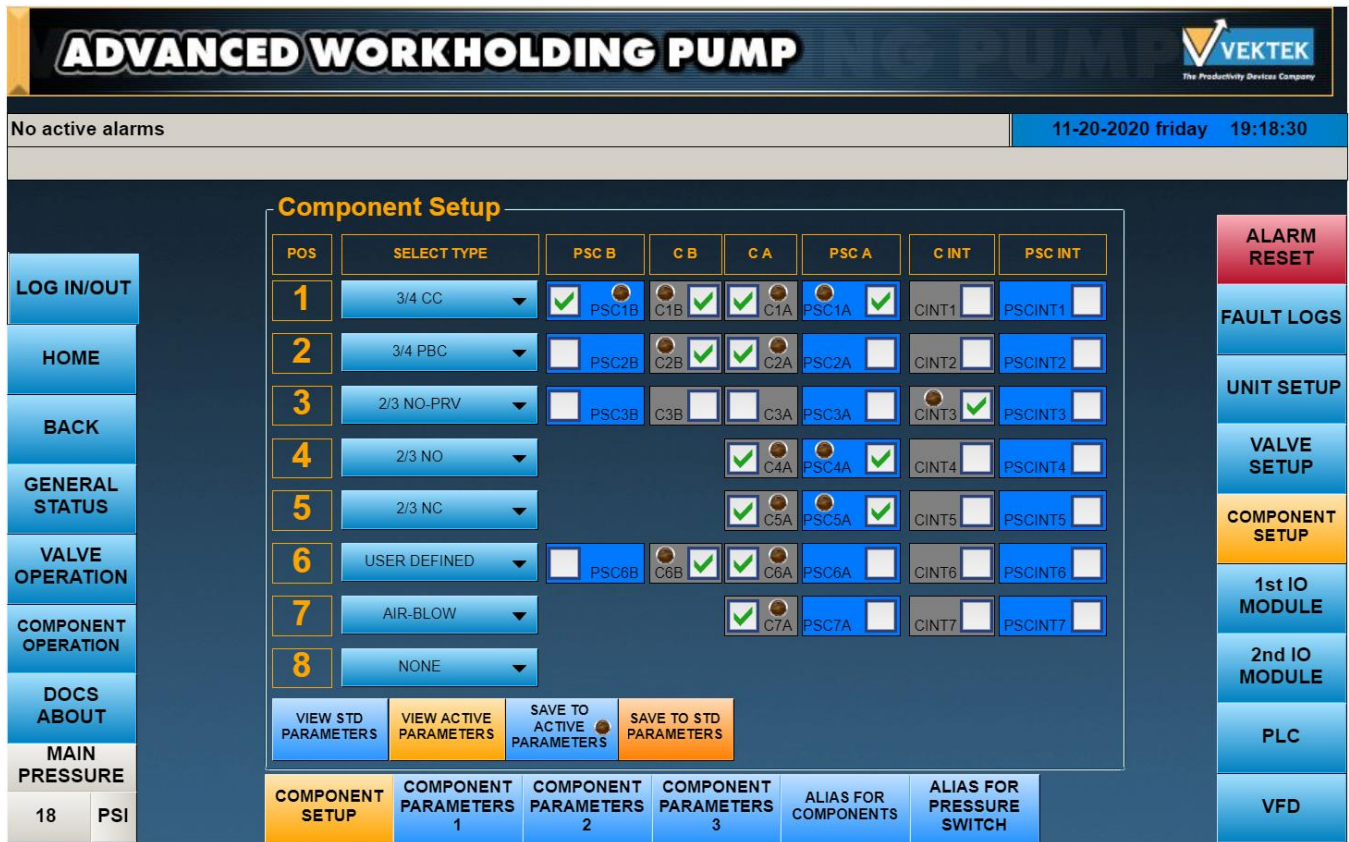 ADVANCED WORKHOLDING PUMP
VEKTEK
The Productivity Devices Company
No active alarms
11-20-2020 friday 19:18:30
Component Setup
POS SELECT TYPE PSC B C B C A PSC A C INT PSC INT
1 3/4 CC PSC1B C1B C1A PSC1A CINT1 PSCINT1
2 3/4 PBC PSC2B C2B C2A PSC2A CINT2 PSCINT2
3 2/3 NO-PRV PSC3B C3B C3A PSC3A CINT3 PSCINT3
4 2/3 NO C4A PSC4A CINT4 PSCINT4
5 2/3 NC C5A PSC5A CINT5 PSCINT5
6 USER DEFINED PSC6B C6B C6A PSC6A CINT6 PSCINT6
7 AIR-BLOW C7A PSC7A CINT7 PSCINT7
8 NONE
VIEW STD
PARAMETERS
VIEW ACTIVE
PARAMETERS
SAVE TO
ACTIVE
PARAMETERS
SAVE TO STD
PARAMETERS
COMPONENT
SETUP
COMPONENT
PARAMETERS
1
COMPONENT
PARAMETERS
2
COMPONENT
PARAMETERS
3
ALIAS FOR
COMPONENTS
ALIAS FOR
PRESSURE
SWITCH
LOG IN/OUT
HOME
BACK
GENERAL
STATUS
VALVE
OPERATION
COMPONENT
OPERATION
DOCS
ABOUT
MAIN
PRESSURE
18 PSI
ALARM
RESET
FAULT LOGS
UNIT SETUP
VALVE
SETUP
COMPONENT
SETUP
1st IO
MODULE
2nd IO
MODULE
PLC
VFD